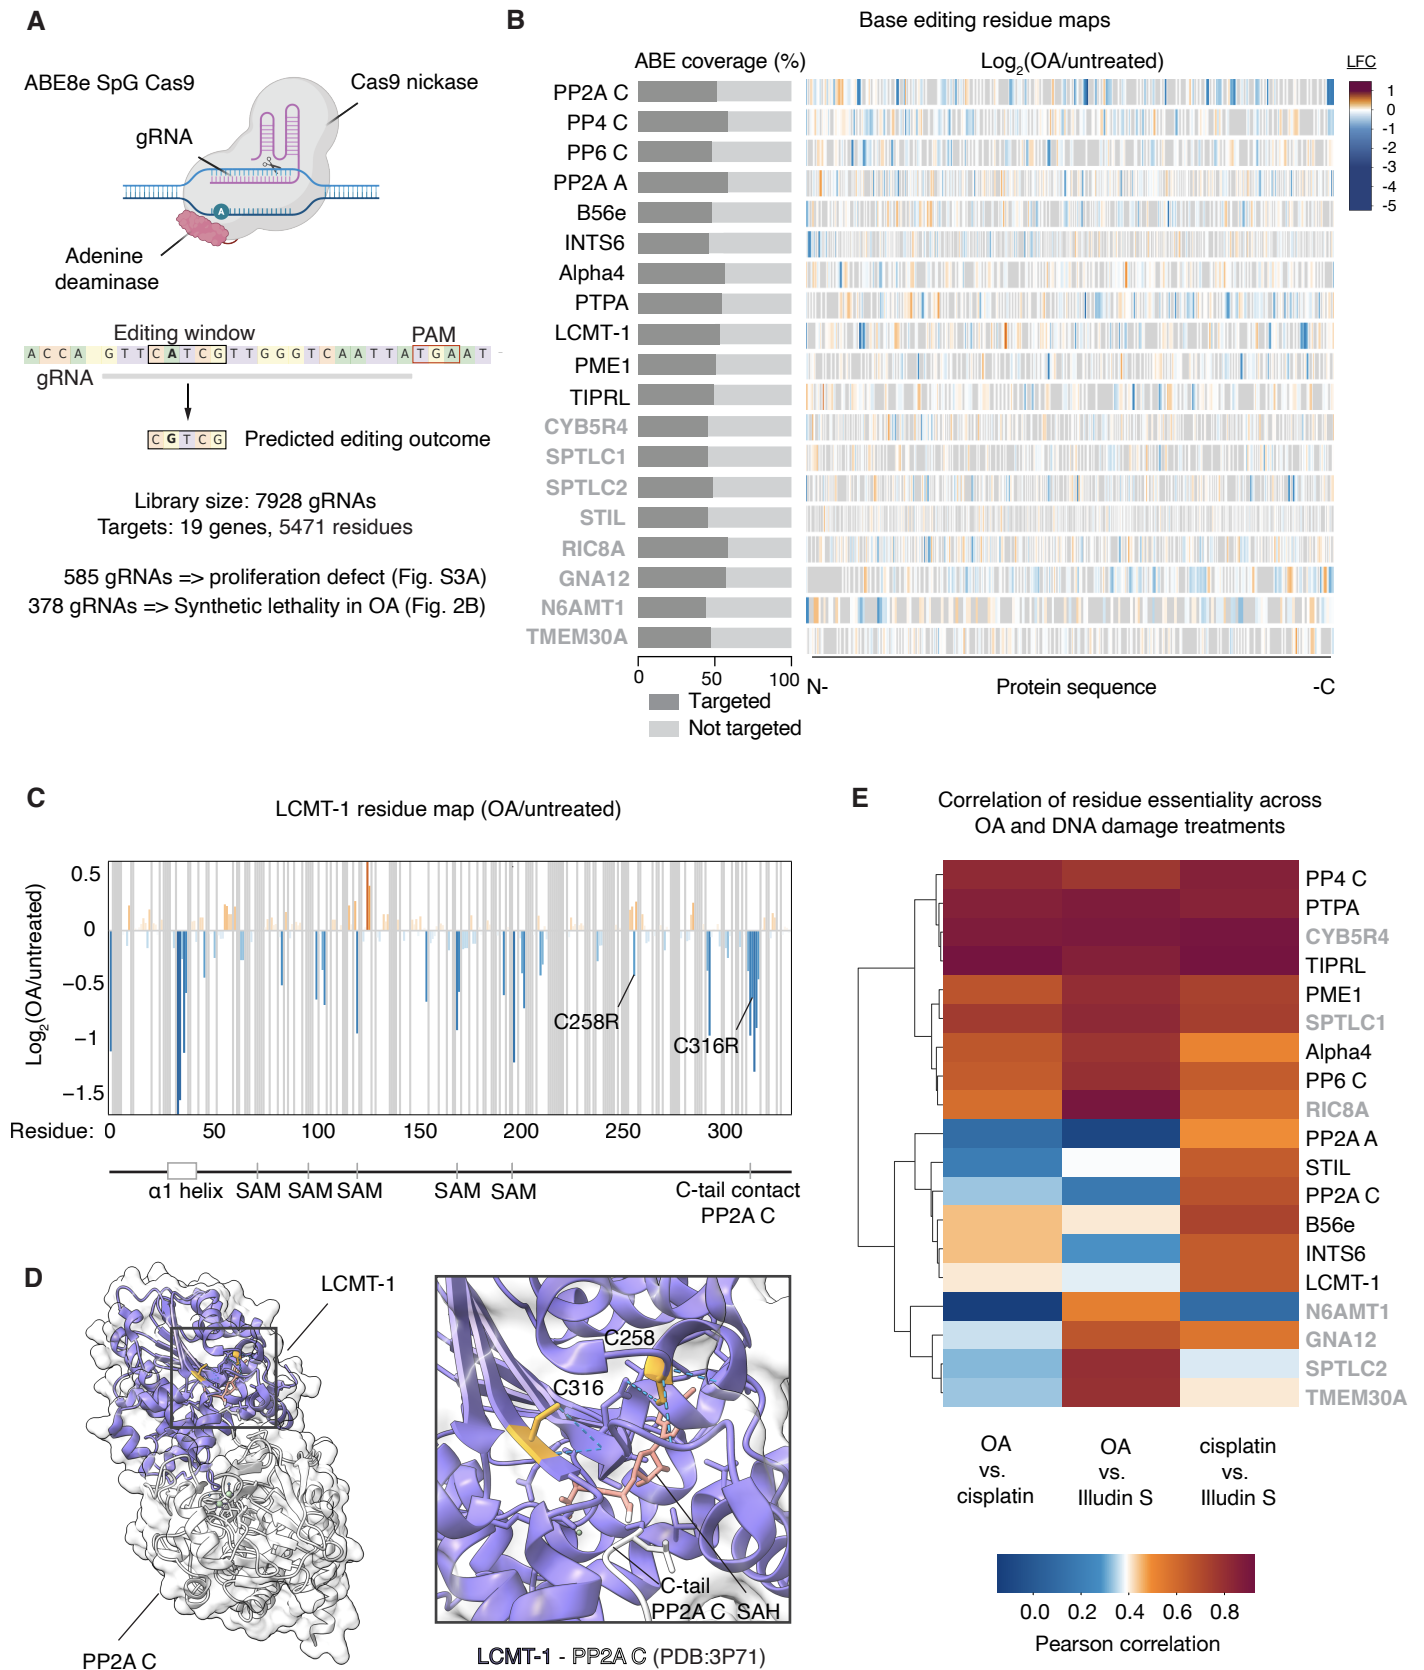 A
ABE8e SpG Cas9
Cas9 nickase
gRNA
A
Adenine
deaminase
Editing window
PAM
A C C A G T T C A T C G T T G G G T C A A T T A T G A A T
gRNA
C G T C G
Predicted editing outcome
Library size: 7928 gRNAs
Targets: 19 genes, 5471 residues
585 gRNAs => proliferation defect (Fig. S3A)
378 gRNAs => Synthetic lethality in OA (Fig. 2B)
B
Base editing residue maps
ABE coverage (%)
Log2(OA/untreated)
LFC
1
0
-1
-2
-3
-4
-5
PP2A C
PP4 C
PP6 C
PP2A A
B56e
INTS6
Alpha4
PTPA
LCMT-1
PME1
TIPRL
CYB5R4
SPTLC1
SPTLC2
STIL
RIC8A
GNA12
N6AMT1
TMEM30A
0 50 100
Targeted
Not targeted
N- Protein sequence -C
C
LCMT-1 residue map (OA/untreated)
Log2(OA/untreated)
0.5
0
−0.5
−1
−1.5
C258R
C316R
Residue: 0 50 100 150 200 250 300
α1 helix SAM SAM SAM SAM SAM C-tail contact
PP2A C
D
LCMT-1
PP2A C
C258
C316
C-tail
PP2A C SAH
LCMT-1 - PP2A C (PDB:3P71)
E
Correlation of residue essentiality across
OA and DNA damage treatments
PP4 C
PTPA
CYB5R4
TIPRL
PME1
SPTLC1
Alpha4
PP6 C
RIC8A
PP2A A
STIL
PP2A C
B56e
INTS6
LCMT-1
N6AMT1
GNA12
SPTLC2
TMEM30A
OA
vs.
cisplatin
OA
vs.
Illudin S
cisplatin
vs.
Illudin S
0.0 0.2 0.4 0.6 0.8
Pearson correlation